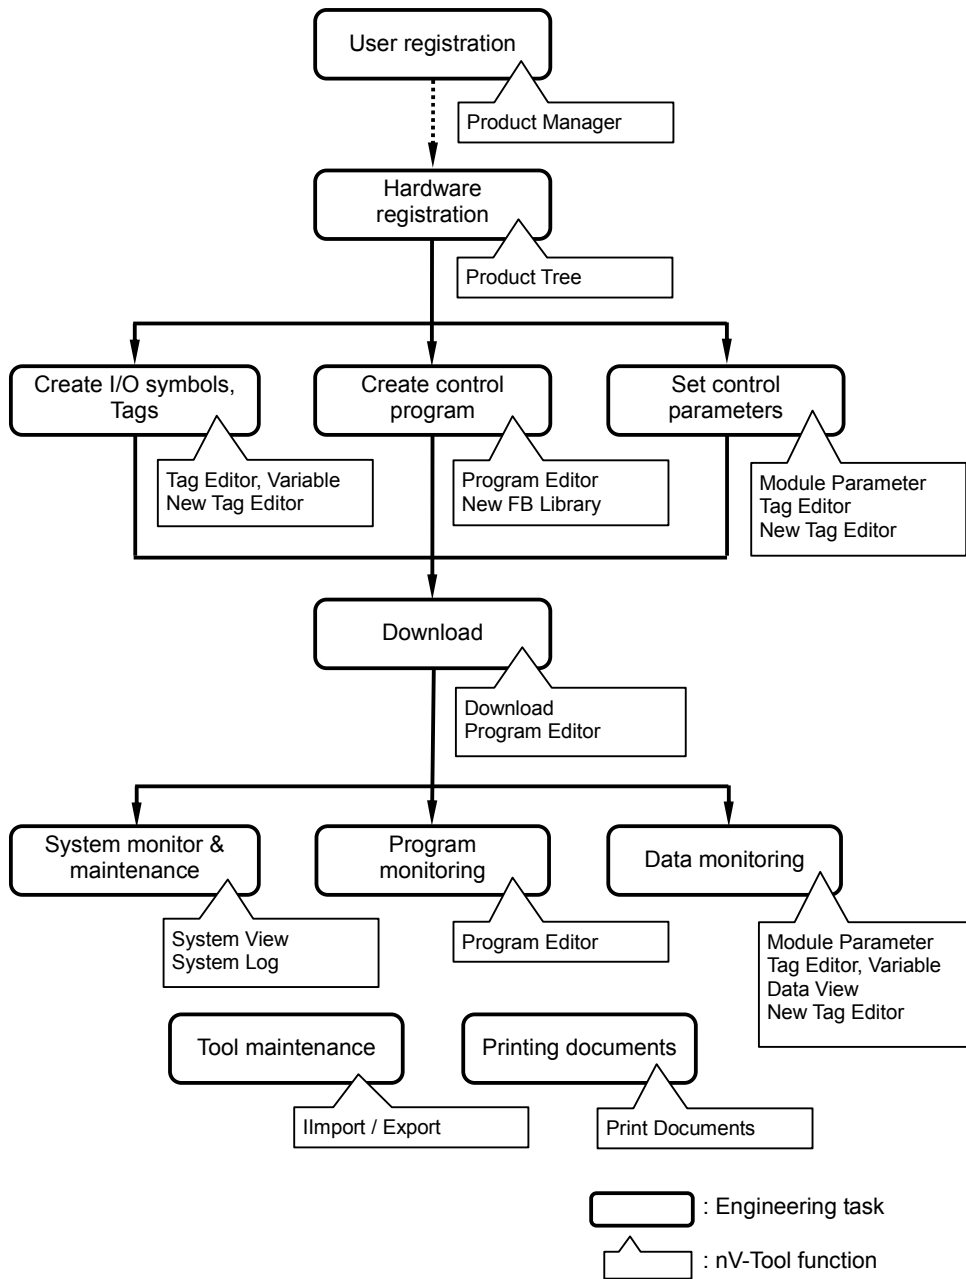 User registration
Product Manager
Hardware
registration
Product Tree
Create I/O symbols,
Tags
Tag Editor, Variable
New Tag Editor
Create control
program
Program Editor
New FB Library
Set control
parameters
Module Parameter
Tag Editor
New Tag Editor
Download
Download
Program Editor
System monitor &
maintenance
System View
System Log
Program
monitoring
Program Editor
Data monitoring
Module Parameter
Tag Editor, Variable
Data View
New Tag Editor
Tool maintenance
IImport / Export
Printing documents
Print Documents
: Engineering task
: nV-Tool function